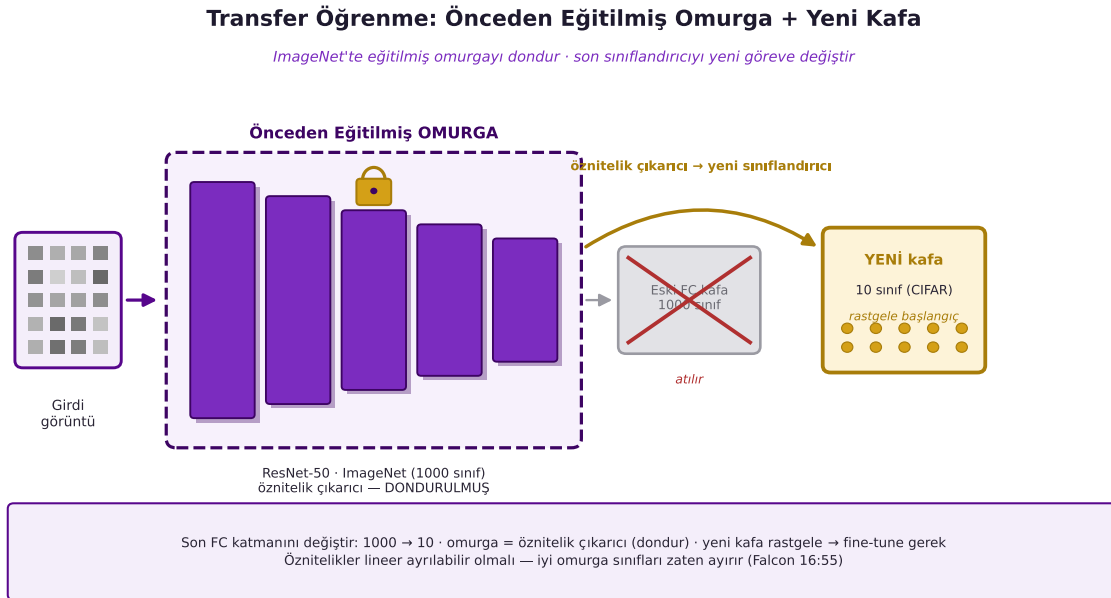 Transfer Öğrenme: Önceden Eğitilmiş Omurga + Yeni Kafa
ImageNet'te eğitilmiş omurgayı dondur · son sınıflandırıcıyı yeni göreve değiştir
Önceden Eğitilmiş OMURGA
öznitelik çıkarıcı → yeni sınıflandırıcı
Girdi
görüntü
Eski FC kafa
1000 sınıf
atılır
YENİ kafa
10 sınıf (CIFAR)
rastgele başlangıç
ResNet-50 · ImageNet (1000 sınıf)
öznitelik çıkarıcı — DONDURULMUŞ
Son FC katmanını değiştir: 1000 → 10 · omurga = öznitelik çıkarıcı (dondur) · yeni kafa rastgele → fine-tune gerek
Öznitelikler lineer ayrılabilir olmalı — iyi omurga sınıfları zaten ayırır (Falcon 16:55)